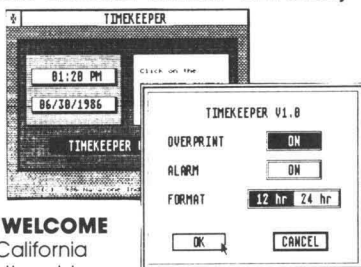 TIMEKEEPER
01:28 PM
06/30/1986
Click on the
TIMEKEEPER
TIMEKEEPER V1.0
OVERPRINT ON
ALARM ON
FORMAT 12 hr 24 hr
OK CANCEL
WELCOME
California